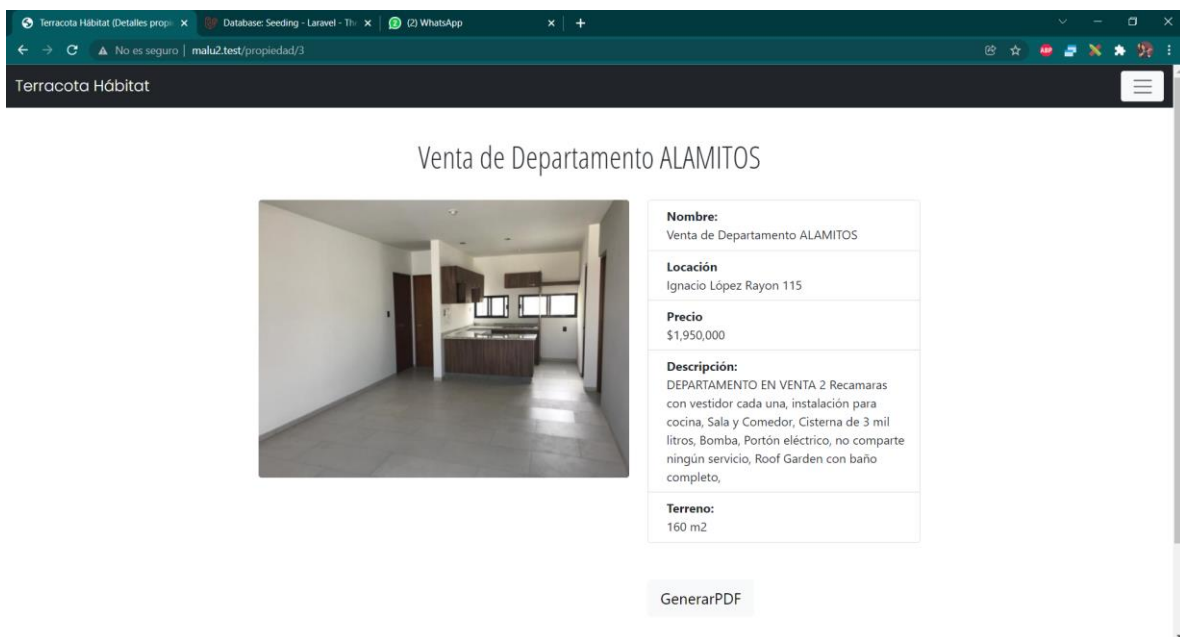 Terracota Hábitat (Detalles propi
Database: Seeding - Laravel - Th
(2) WhatsApp
No es seguro | malu2.test/propiedad/3
ABP
Terracota Hábitat
Venta de Departamento ALAMITOS
Nombre:
Venta de Departamento ALAMITOS
Locación
Ignacio López Rayon 115
Precio
$1,950,000
Descripción:
DEPARTAMENTO EN VENTA 2 Recamaras
con vestidor cada una, instalación para
cocina, Sala y Comedor, Cisterna de 3 mil
litros, Bomba, Portón eléctrico, no comparte
ningún servicio, Roof Garden con baño
completo,
Terreno:
160 m2
GenerarPDF